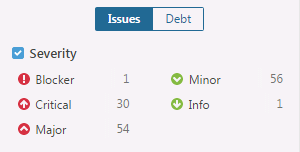 Issues Debt
Severity
Blocker 1 Minor 56
Critical 30 Info 1
Major 54